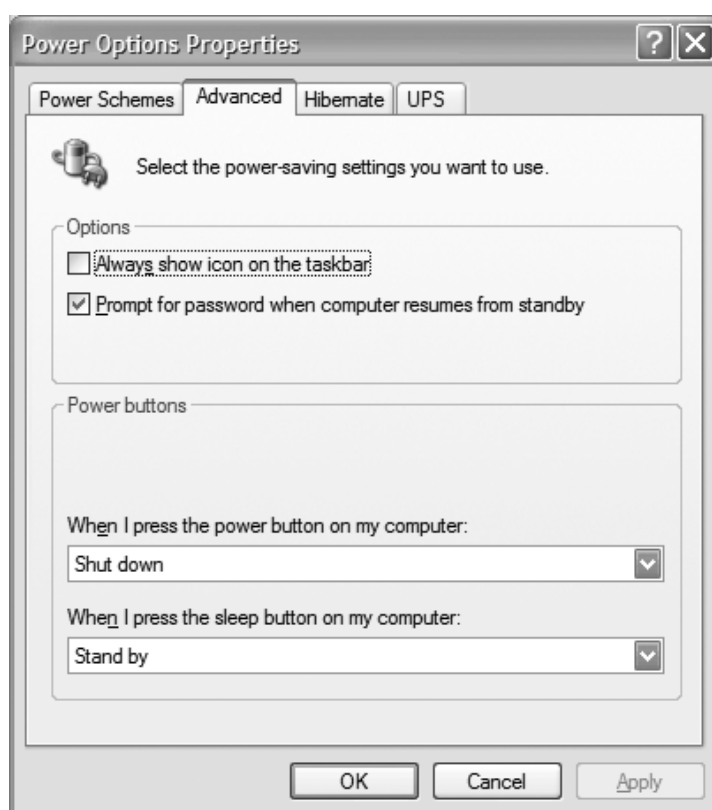 Power Options Properties
Power Schemes
Advanced
Hibernate
UPS
Select the power-saving settings you want to use.
Options
Always show icon on the taskbar
Prompt for password when computer resumes from standby
Power buttons
When I press the power button on my computer:
Shut down
When I press the sleep button on my computer:
Stand by
OK
Cancel
Apply